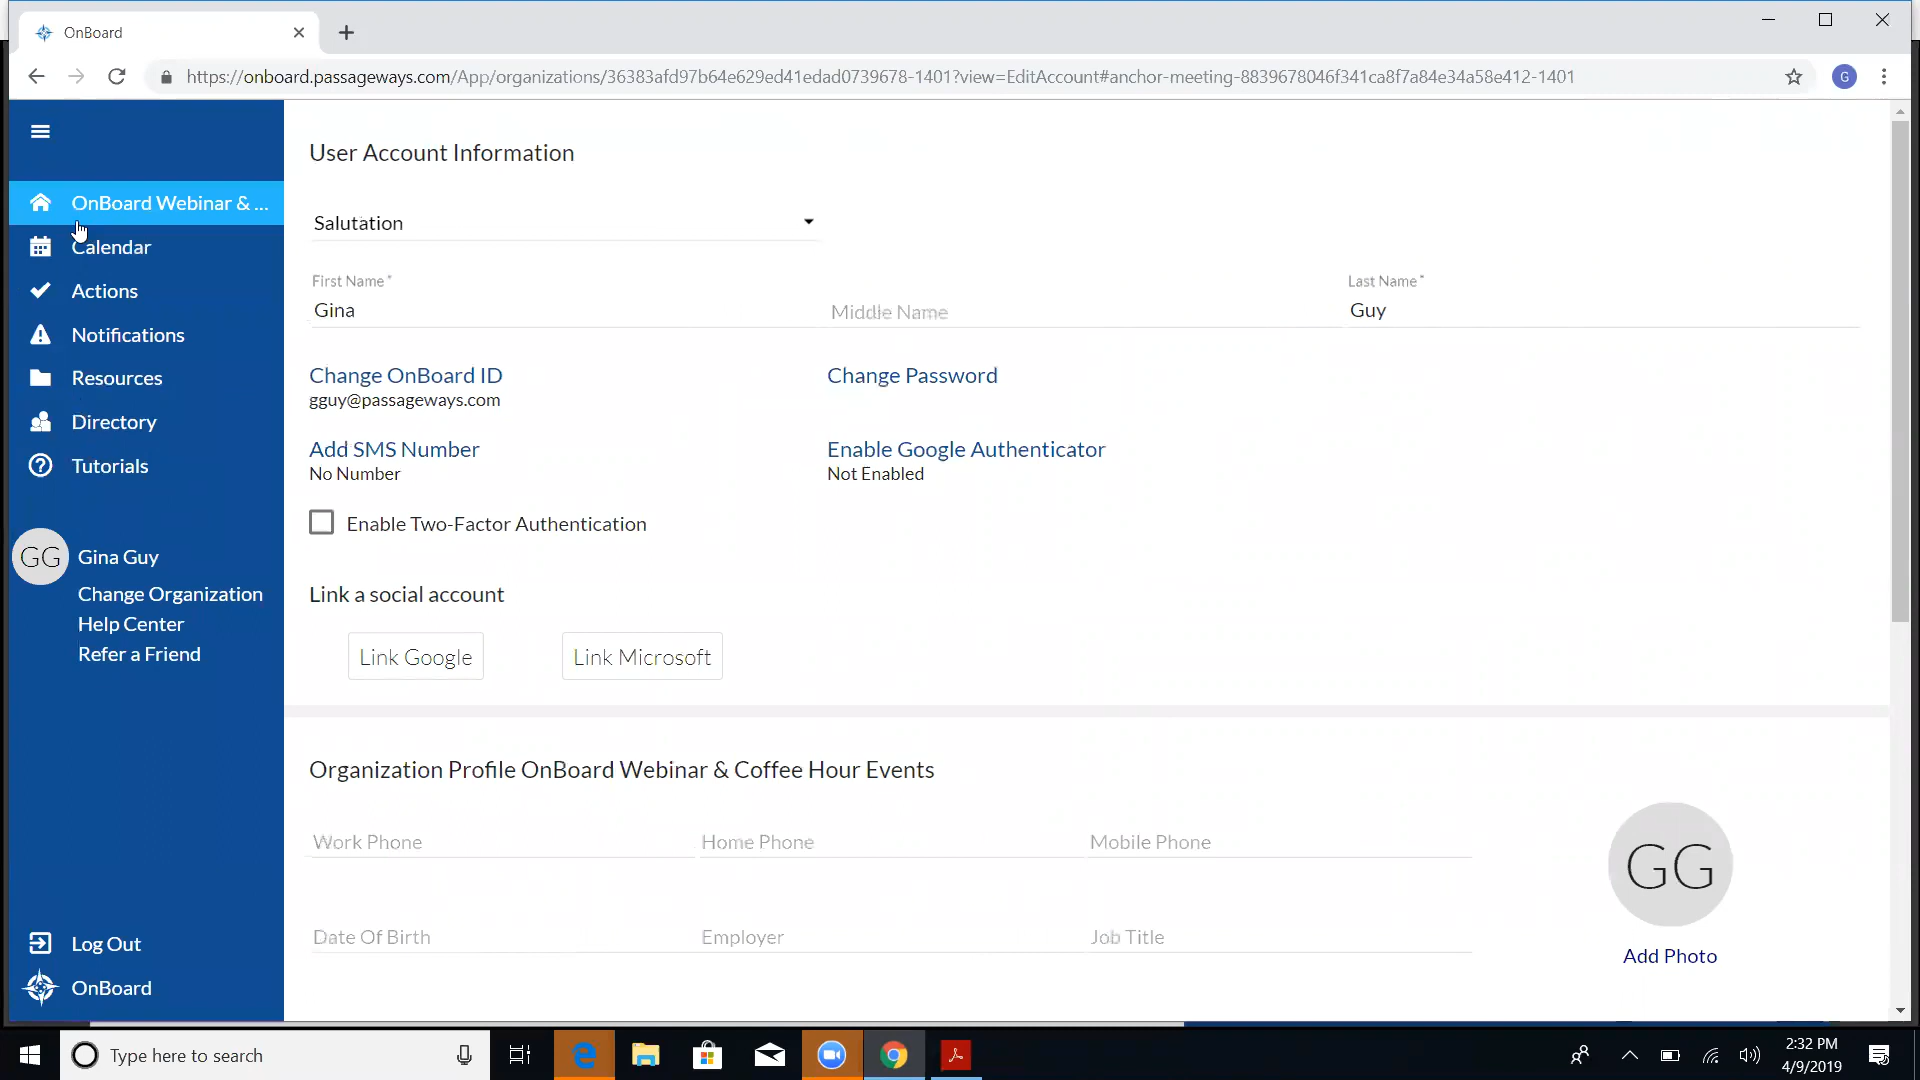 OnBoard
https://onboard.passageways.com/App/organizations/36383afd97b64e629ed41edad0739678-1401?view=EditAccount#anchor-meeting-8839678046f341ca8f7a84e34a58e412-1401
G
OnBoard Webinar & ...
Calendar
Actions
Notifications
Resources
Directory
Tutorials
GG
Gina Guy
Change Organization
Help Center
Refer a Friend
Log Out
OnBoard
User Account Information
Salutation
First Name *
Gina
Middle Name
Last Name *
Guy
Change OnBoard ID
gguy@passageways.com
Change Password
Add SMS Number
No Number
Enable Google Authenticator
Not Enabled
Enable Two-Factor Authentication
Link a social account
Link Google
Link Microsoft
Organization Profile OnBoard Webinar & Coffee Hour Events
Work Phone
Home Phone
Mobile Phone
GG
Date Of Birth
Employer
Job Title
Add Photo
Type here to search
2:32 PM
4/9/2019